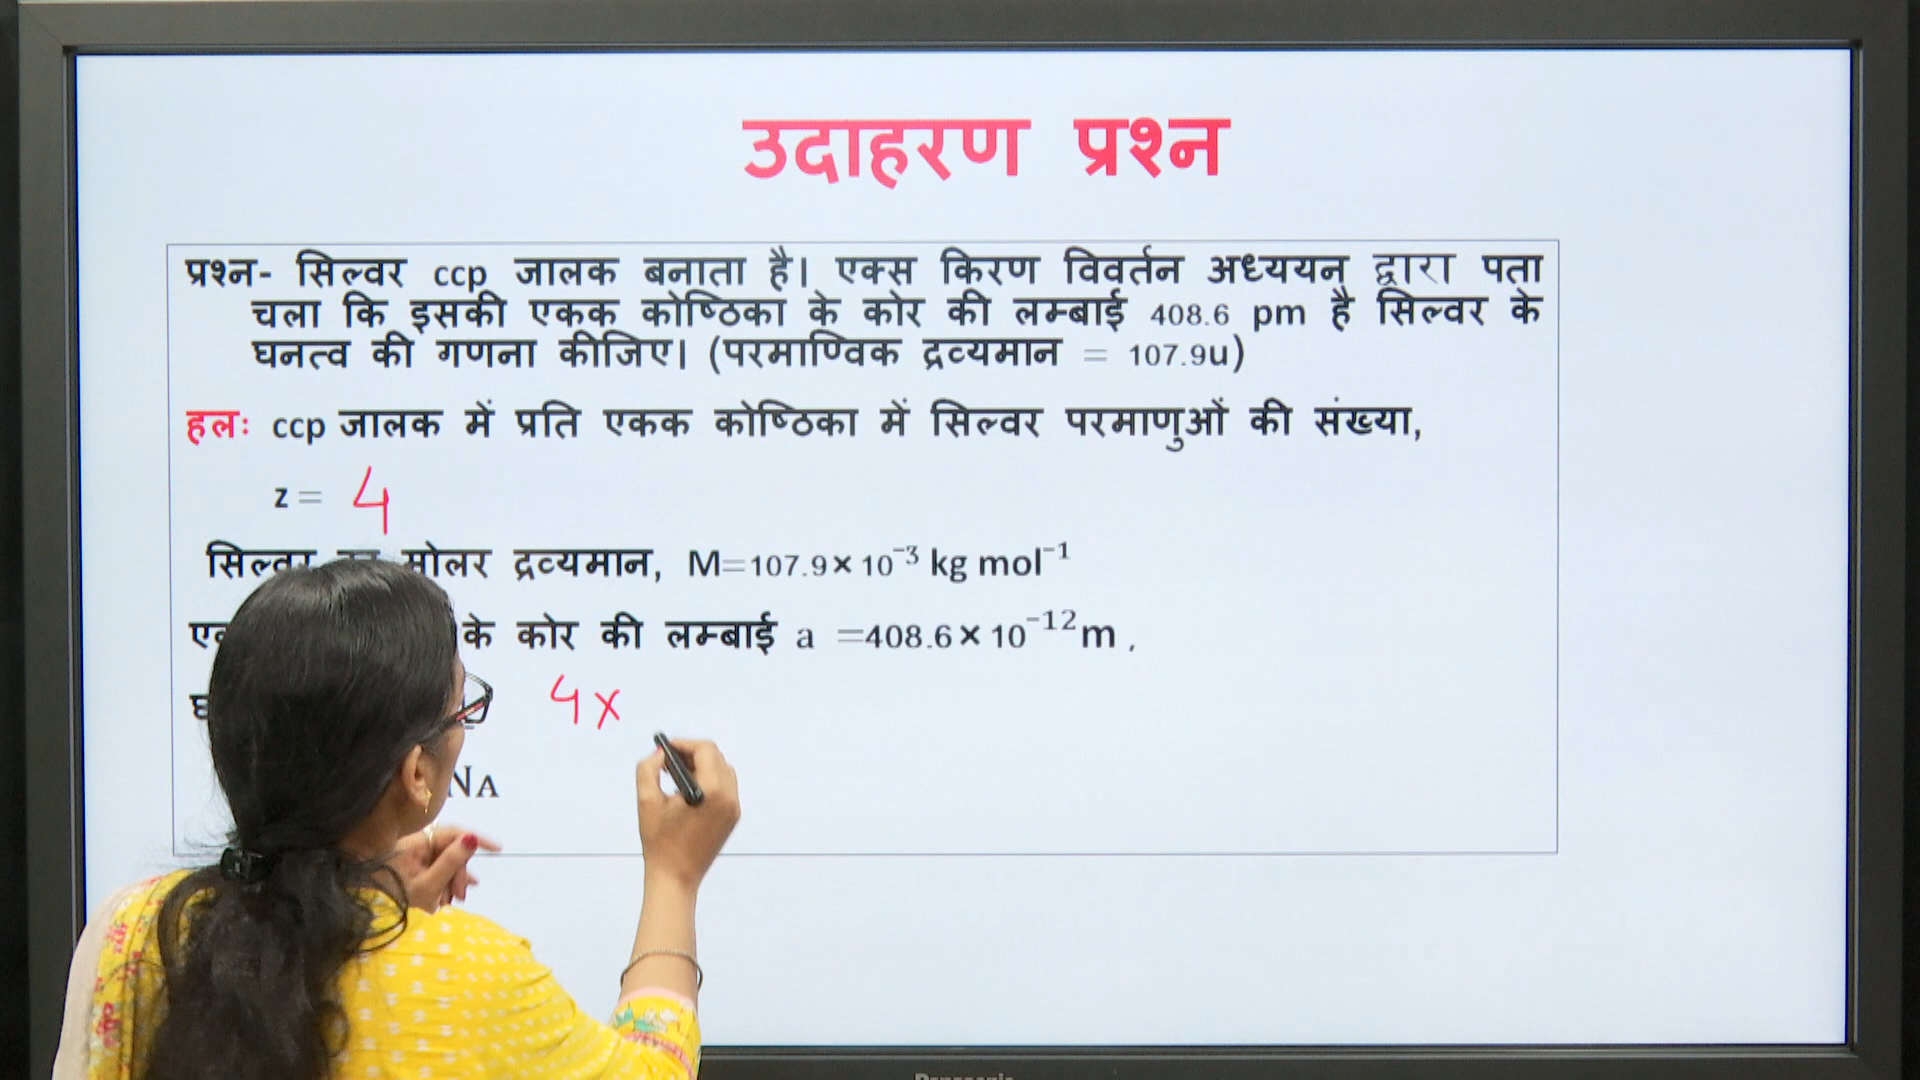 उदाहरण प्रश्न
प्रश्न- सिल्वर ccp जालक बनाता है। एक्स किरण विवर्तन अध्ययन द्वारा पता
चला कि इसकी एकक कोष्ठिका के कोर की लम्बाई 408.6 pm है सिल्वर के
घनत्व की गणना कीजिए। (परमाण्विक द्रव्यमान = 107.9u)
हलः ccp जालक में प्रति एकक कोष्ठिका में सिल्वर परमाणुओं की संख्या,
z = 4
सिल्वर मोलर द्रव्यमान, M=107.9×10⁻³ kg mol⁻¹
के कोर की लम्बाई a =408.6×10⁻¹²m ,
4 x
NA